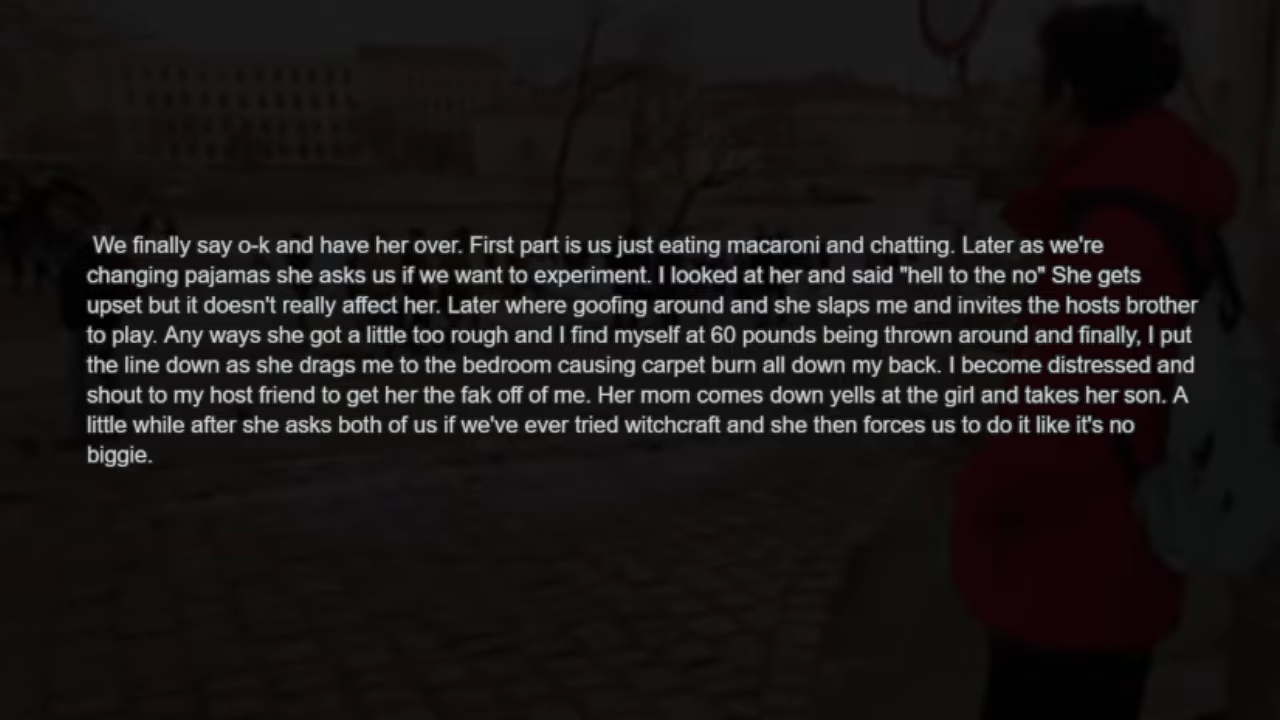 We finally say o-k and have her over. First part is us just eating macaroni and chatting. Later as we're
changing pajamas she asks us if we want to experiment. I looked at her and said "hell to the no" She gets
upset but it doesn't really affect her. Later where goofing around and she slaps me and invites the hosts brother
to play. Any ways she got a little too rough and I find myself at 60 pounds being thrown around and finally, I put
the line down as she drags me to the bedroom causing carpet burn all down my back. I become distressed and
shout to my host friend to get her the fak off of me. Her mom comes down yells at the girl and takes her son. A
little while after she asks both of us if we've ever tried witchcraft and she then forces us to do it like it's no
biggie.